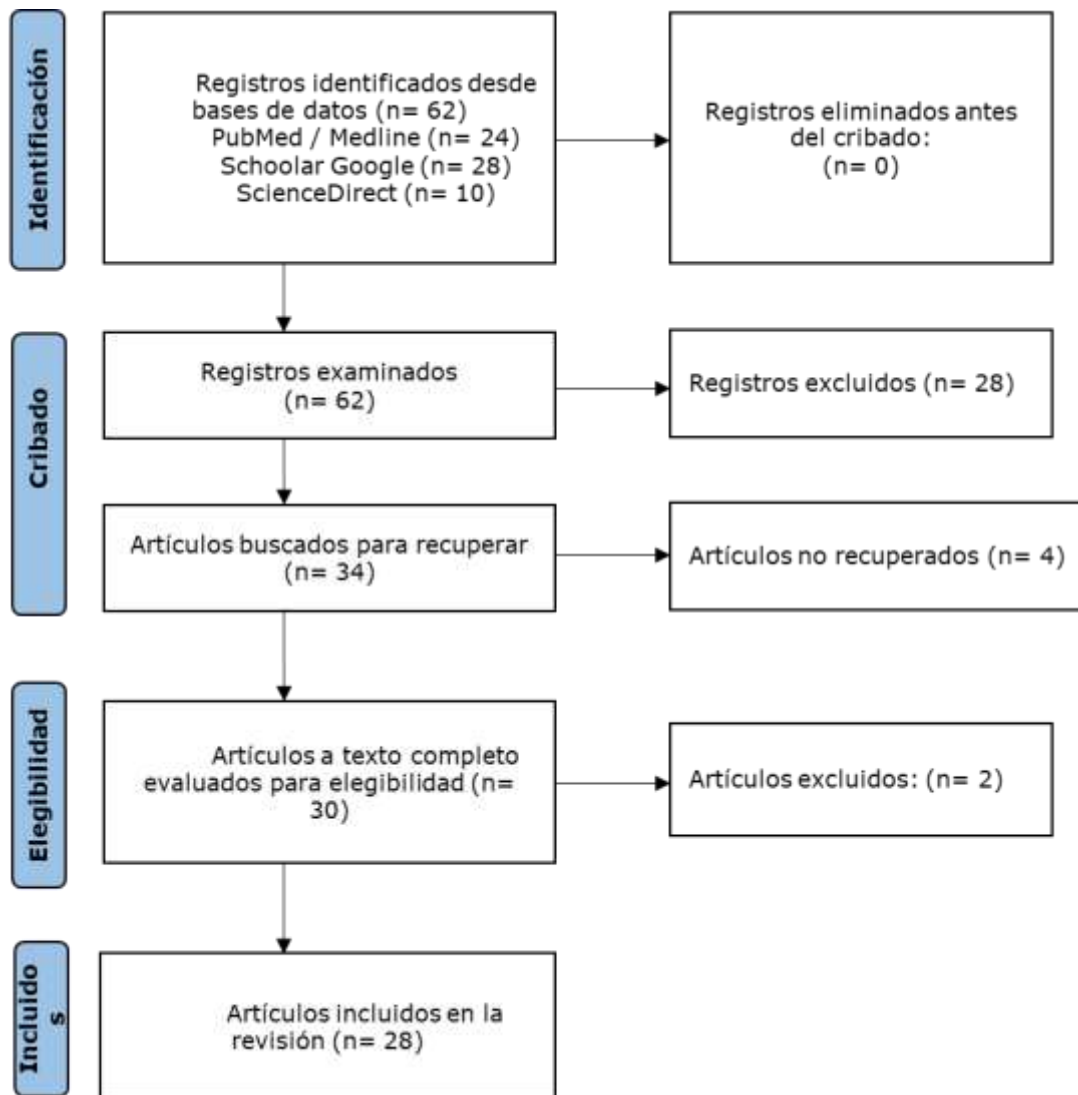 Identificación
Registros identificados desde
bases de datos (n= 62)
PubMed / Medline (n= 24)
Schoolar Google (n= 28)
ScienceDirect (n= 10)
Registros eliminados antes
del cribado:
(n= 0)
Cribado
Registros examinados
(n= 62)
Registros excluidos (n= 28)
Artículos buscados para recuperar
(n= 34)
Artículos no recuperados (n= 4)
Elegibilidad
Artículos a texto completo
evaluados para elegibilidad (n=
30)
Artículos excluidos: (n= 2)
Incluido
s
Artículos incluidos en la
revisión (n= 28)